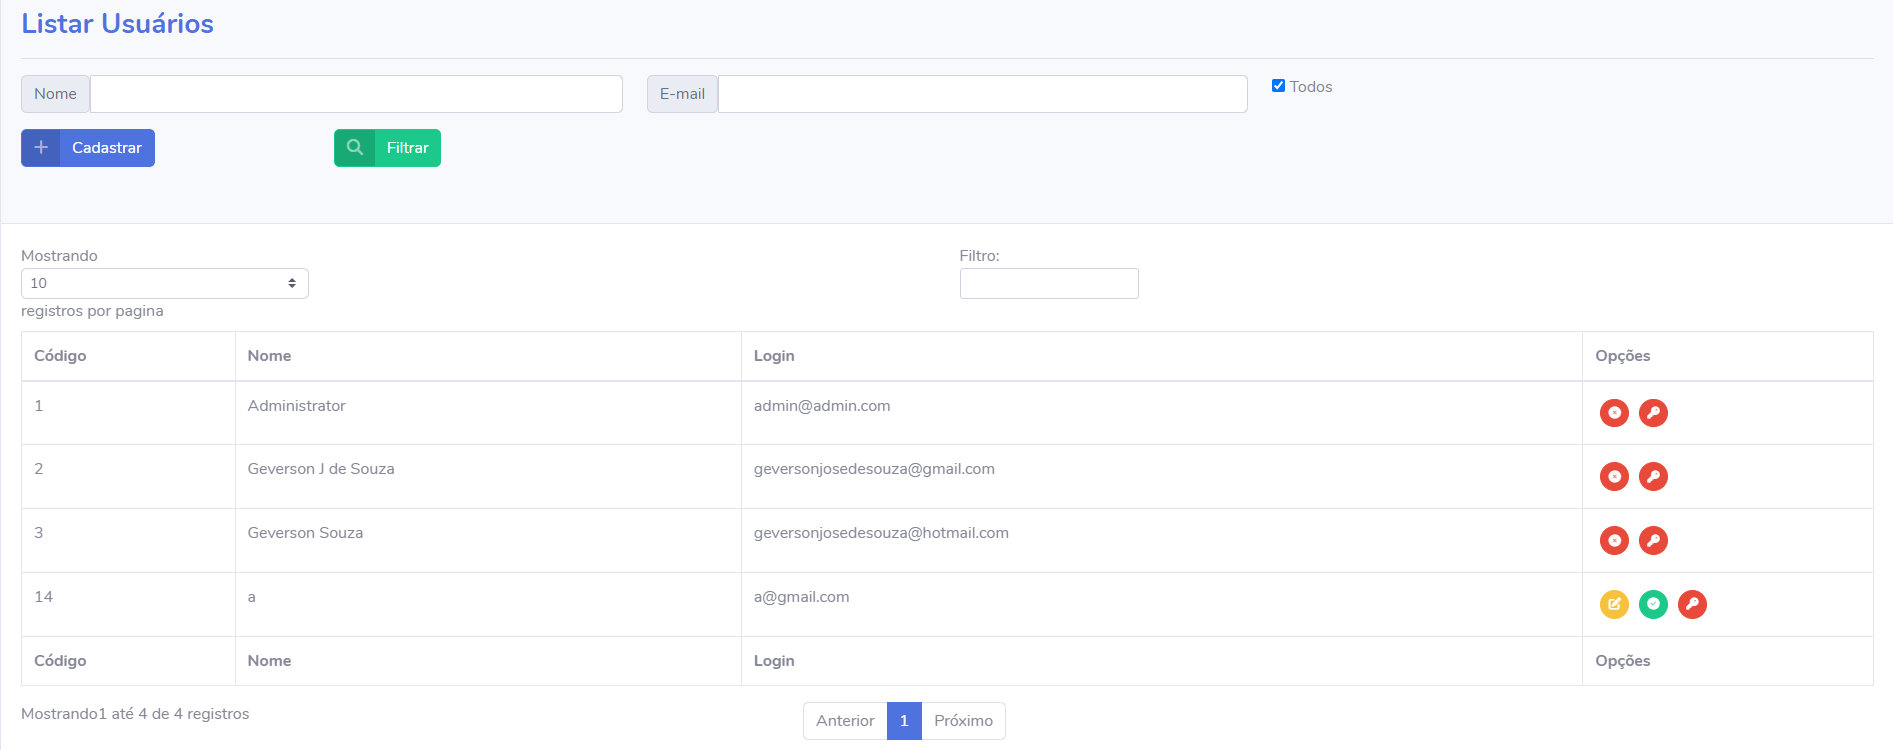 Listar Usuários
Nome
E-mail
Todos
Cadastrar
Filtrar
Mostrando
10
registros por pagina
Filtro:
Código Nome Login Opções
1 Administrator admin@admin.com
2 Geverson J de Souza geversonjosedesouza@gmail.com
3 Geverson Souza geversonjosedesouza@hotmail.com
14 a a@gmail.com
Código Nome Login Opções
Mostrando1 até 4 de 4 registros
Anterior 1 Próximo